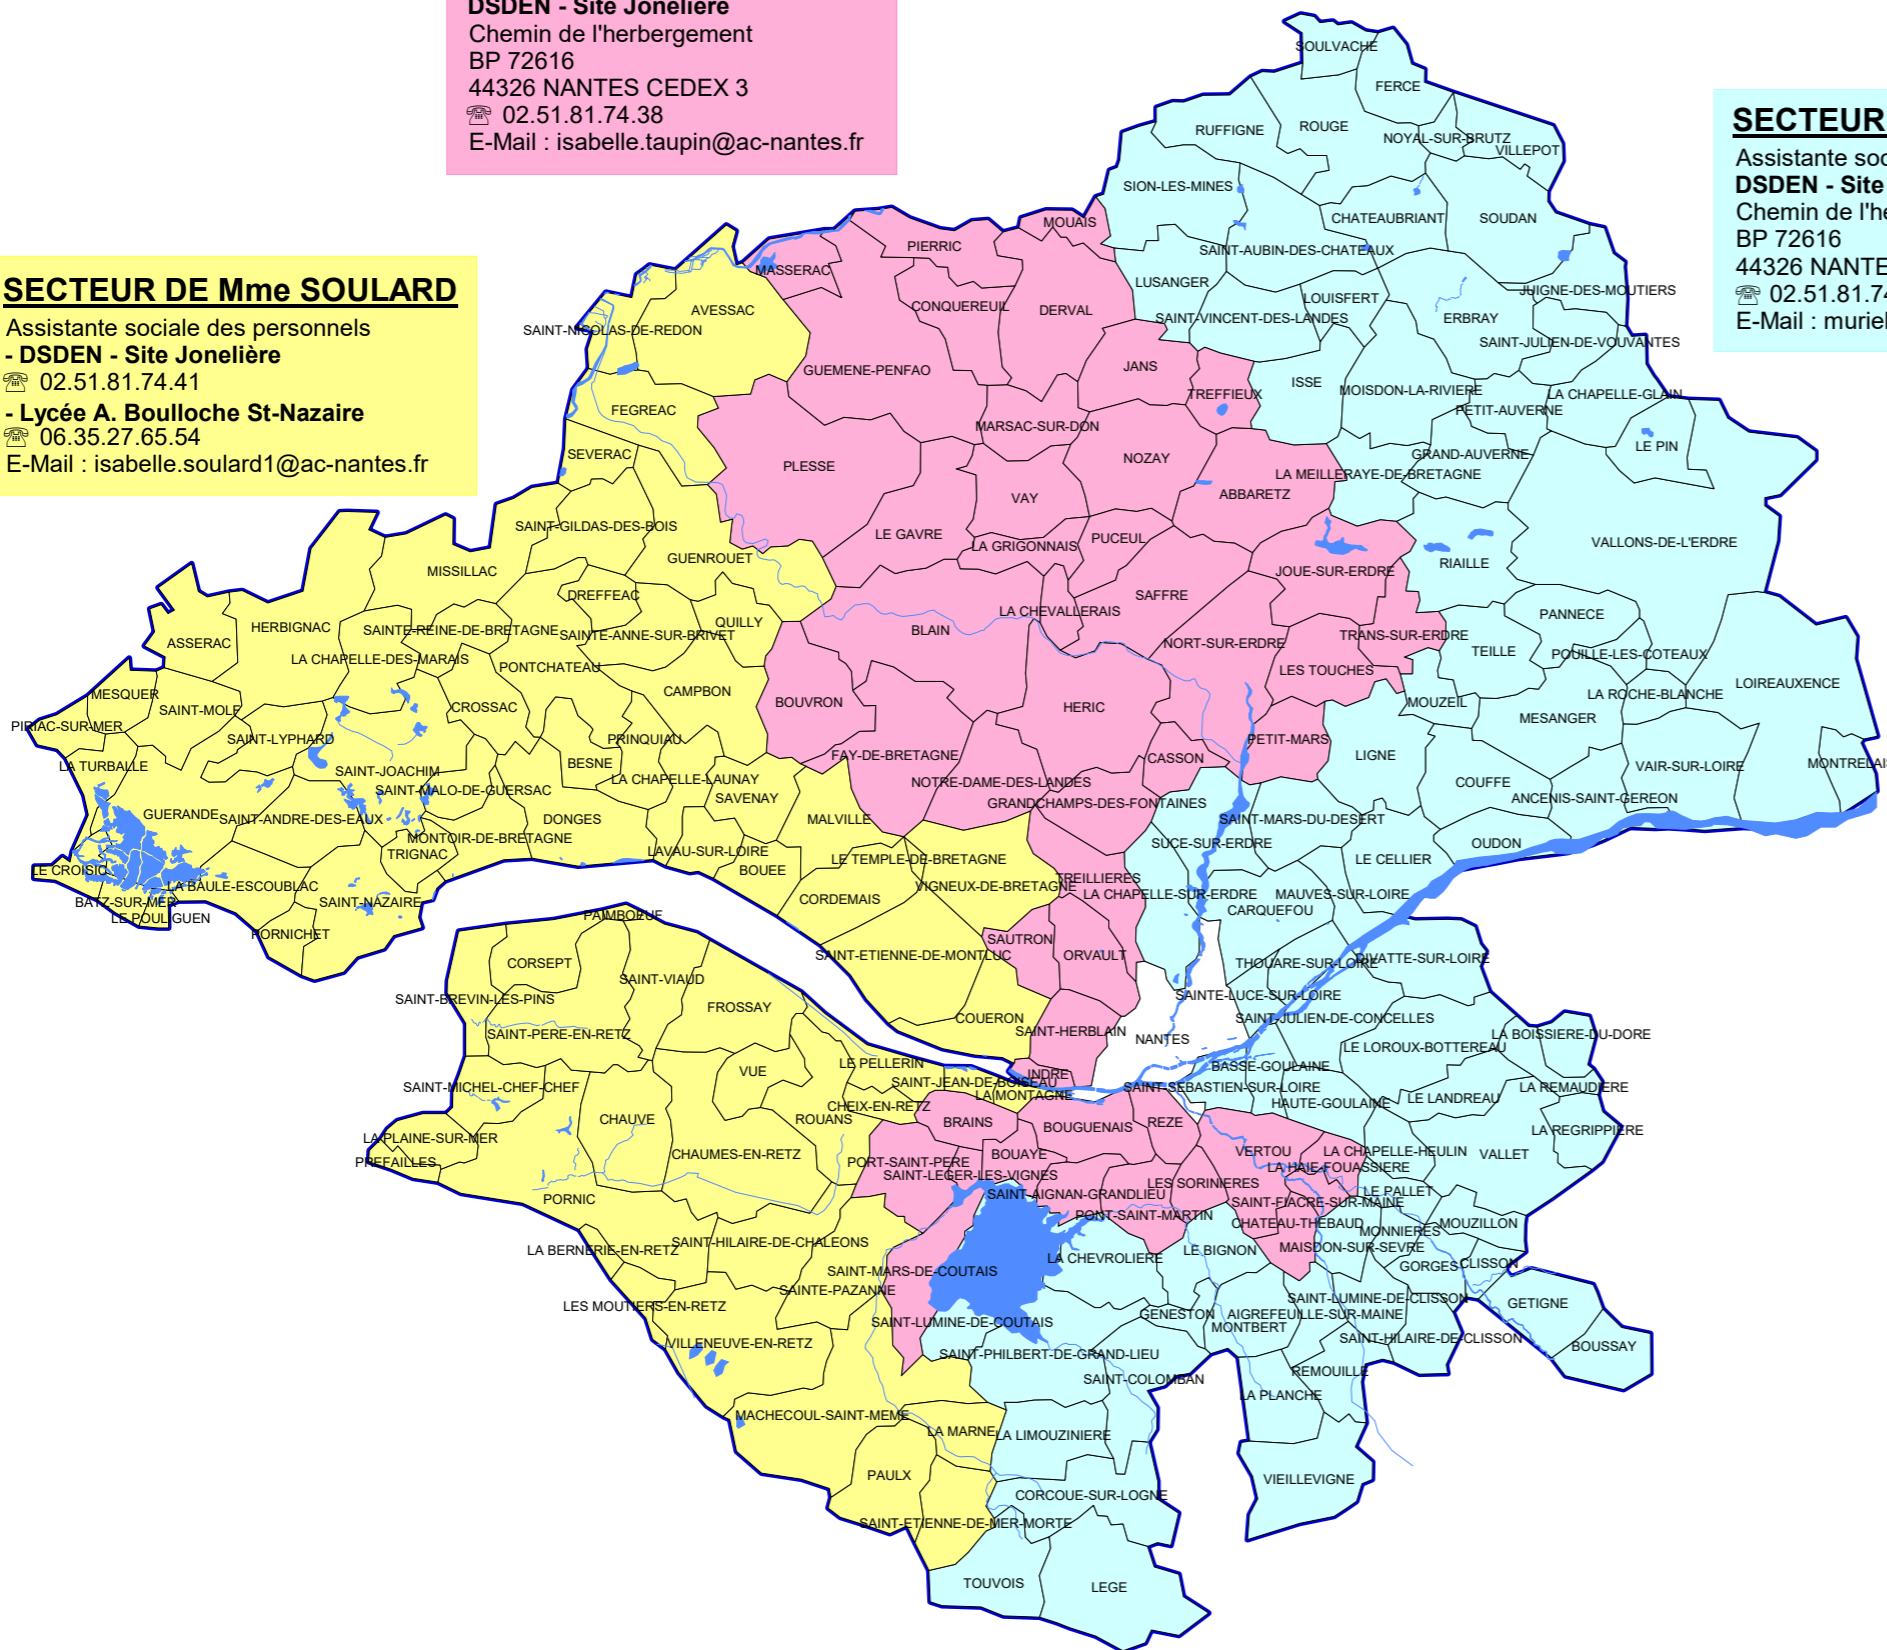 DSDEN - Site Jonelière
Chemin de l'herbergement
BP 72616
44326 NANTES CEDEX 3
☏ 02.51.81.74.38
E-Mail : isabelle.taupin@ac-nantes.fr
SECTEUR
Assistante soc
DSDEN - Site
Chemin de l'he
BP 72616
44326 NANTE
☏ 02.51.81.74
E-Mail : muriel
SECTEUR DE Mme SOULARD
Assistante sociale des personnels
- DSDEN - Site Jonelière
☏ 02.51.81.74.41
- Lycée A. Boulloche St-Nazaire
☏ 06.35.27.65.54
E-Mail : isabelle.soulard1@ac-nantes.fr
SOULVACHE
FERCE
RUFFIGNE
ROUGE
NOYAL-SUR-BRUTZ
VILLEPOT
SION-LES-MINES
CHATEAUBRIANT
SOUDAN
MOUAIS
PIERRIC
SAINT-AUBIN-DES-CHATEAUX
MASSERAC
LUSANGER
JUIGNE-DES-MOUTIERS
AVESSAC
CONQUEREUIL
DERVAL
LOUISFERT
SAINT-VINCENT-DES-LANDES
ERBRAY
SAINT-NICOLAS-DE-REDON
SAINT-JULIEN-DE-VOUVANTES
GUEMENE-PENFAO
JANS
TREFFIEUX
ISSE
MOISDON-LA-RIVIERE
LA CHAPELLE-GLAIN
FEGREAC
PETIT-AUVERNE
MARSAC-SUR-DON
LE PIN
SEVERAC
PLESSE
NOZAY
GRAND-AUVERNE
LA MEILLERAYE-DE-BRETAGNE
VAY
ABBARETZ
SAINT-GILDAS-DES-BOIS
LE GAVRE
LA GRIGONNAIS
PUCEUL
VALLONS-DE-L'ERDRE
GUENROUET
MISSILLAC
JOUE-SUR-ERDRE
RIAILLE
DREFFEAC
SAFFRE
LA CHEVALLERAIS
PANNECE
QUILLY
HERBIGNAC
SAINTE-REINE-DE-BRETAGNE
SAINTE-ANNE-SUR-BRIVET
BLAIN
NORT-SUR-ERDRE
TRANS-SUR-ERDRE
ASSERAC
LA CHAPELLE-DES-MARAIS
PONTCHATEAU
TEILLE
POUILLE-LES-COTEAUX
LES TOUCHES
MESQUER
CAMPBON
LA ROCHE-BLANCHE
LOIREAUXENCE
SAINT-MOLF
CROSSAC
BOUVRON
HERIC
MOUZEIL
MESANGER
PIRIAC-SUR-MER
SAINT-LYPHARD
PRINQUIAU
PETIT-MARS
LA TURBALLE
BESNE
FAY-DE-BRETAGNE
CASSON
LIGNE
VAIR-SUR-LOIRE
MONTRELAIS
SAINT-JOACHIM
LA CHAPELLE-LAUNAY
NOTRE-DAME-DES-LANDES
COUFFE
SAINT-MALO-DE-GUERSAC
SAVENAY
GRANDCHAMPS-DES-FONTAINES
ANCENIS-SAINT-GEREON
GUERANDE
SAINT-ANDRE-DES-EAUX
DONGES
MALVILLE
SAINT-MARS-DU-DESERT
MONTOIR-DE-BRETAGNE
TRIGNAC
LAVAU-SUR-LOIRE
LE TEMPLE-DE-BRETAGNE
SUCE-SUR-ERDRE
LE CELLIER
OUDON
LE CROISIC
BOUEE
LA BAULE-ESCOUBLAC
VIGNEUX-DE-BRETAGNE
TREILLIERES
LA CHAPELLE-SUR-ERDRE
MAUVES-SUR-LOIRE
BATZ-SUR-MER
SAINT-NAZAIRE
CORDEMAIS
CARQUEFOU
LE POULIGUEN
PAIMBOEUF
PORNICHET
SAUTRON
ORVAULT
CORSEPT
SAINT-ETIENNE-DE-MONTLUC
THOUARE-SUR-LOIRE
DIVATTE-SUR-LOIRE
SAINT-VIAUD
SAINT-BREVIN-LES-PINS
FROSSAY
SAINTE-LUCE-SUR-LOIRE
COUERON
SAINT-JULIEN-DE-CONCELLES
SAINT-PERE-EN-RETZ
SAINT-HERBLAIN
NANTES
LA BOISSIERE-DU-DORE
LE LOROUX-BOTTEREAU
LE PELLERIN
VUE
INDRE
BASSE-GOULAINE
SAINT-JEAN-DE-BOISEAU
SAINT-MICHEL-CHEF-CHEF
LA MONTAGNE
SAINT-SEBASTIEN-SUR-LOIRE
LA REMAUDIERE
CHEIX-EN-RETZ
HAUTE-GOULAINE
LE LANDREAU
CHAUVE
ROUANS
BRAINS
BOUGUENAIS
REZE
LA REGRIPPIERE
LA PLAINE-SUR-MER
PREFAILLES
CHAUMES-EN-RETZ
PORT-SAINT-PERE
BOUAYE
VERTOU
LA CHAPELLE-HEULIN
VALLET
SAINT-LEGER-LES-VIGNES
LA HAIE-FOUASSIERE
LES SORINIERES
LE PALLET
PORNIC
SAINT-AIGNAN-GRANDLIEU
SAINT-FIACRE-SUR-MAINE
PONT-SAINT-MARTIN
CHATEAU-THEBAUD
MONNIERES
MOUZILLON
SAINT-HILAIRE-DE-CHALEONS
LA BERNERIE-EN-RETZ
LA CHEVROLIERE
LE BIGNON
MAISDON-SUR-SEVRE
GORGES
CLISSON
SAINT-MARS-DE-COUTAIS
SAINTE-PAZANNE
LES MOUTIERS-EN-RETZ
SAINT-LUMINE-DE-CLISSON
GETIGNE
GENESTON
AIGREFEUILLE-SUR-MAINE
SAINT-LUMINE-DE-COUTAIS
MONTBERT
VILLENEUVE-EN-RETZ
SAINT-HILAIRE-DE-CLISSON
BOUSSAY
SAINT-PHILBERT-DE-GRAND-LIEU
REMOUILLE
SAINT-COLOMBAN
LA PLANCHE
MACHECOUL-SAINT-MEME
LA MARNE
LA LIMOUZINIERE
PAULX
VIEILLEVIGNE
CORCOUE-SUR-LOGNE
SAINT-ETIENNE-DE-MER-MORTE
TOUVOIS
LEGE